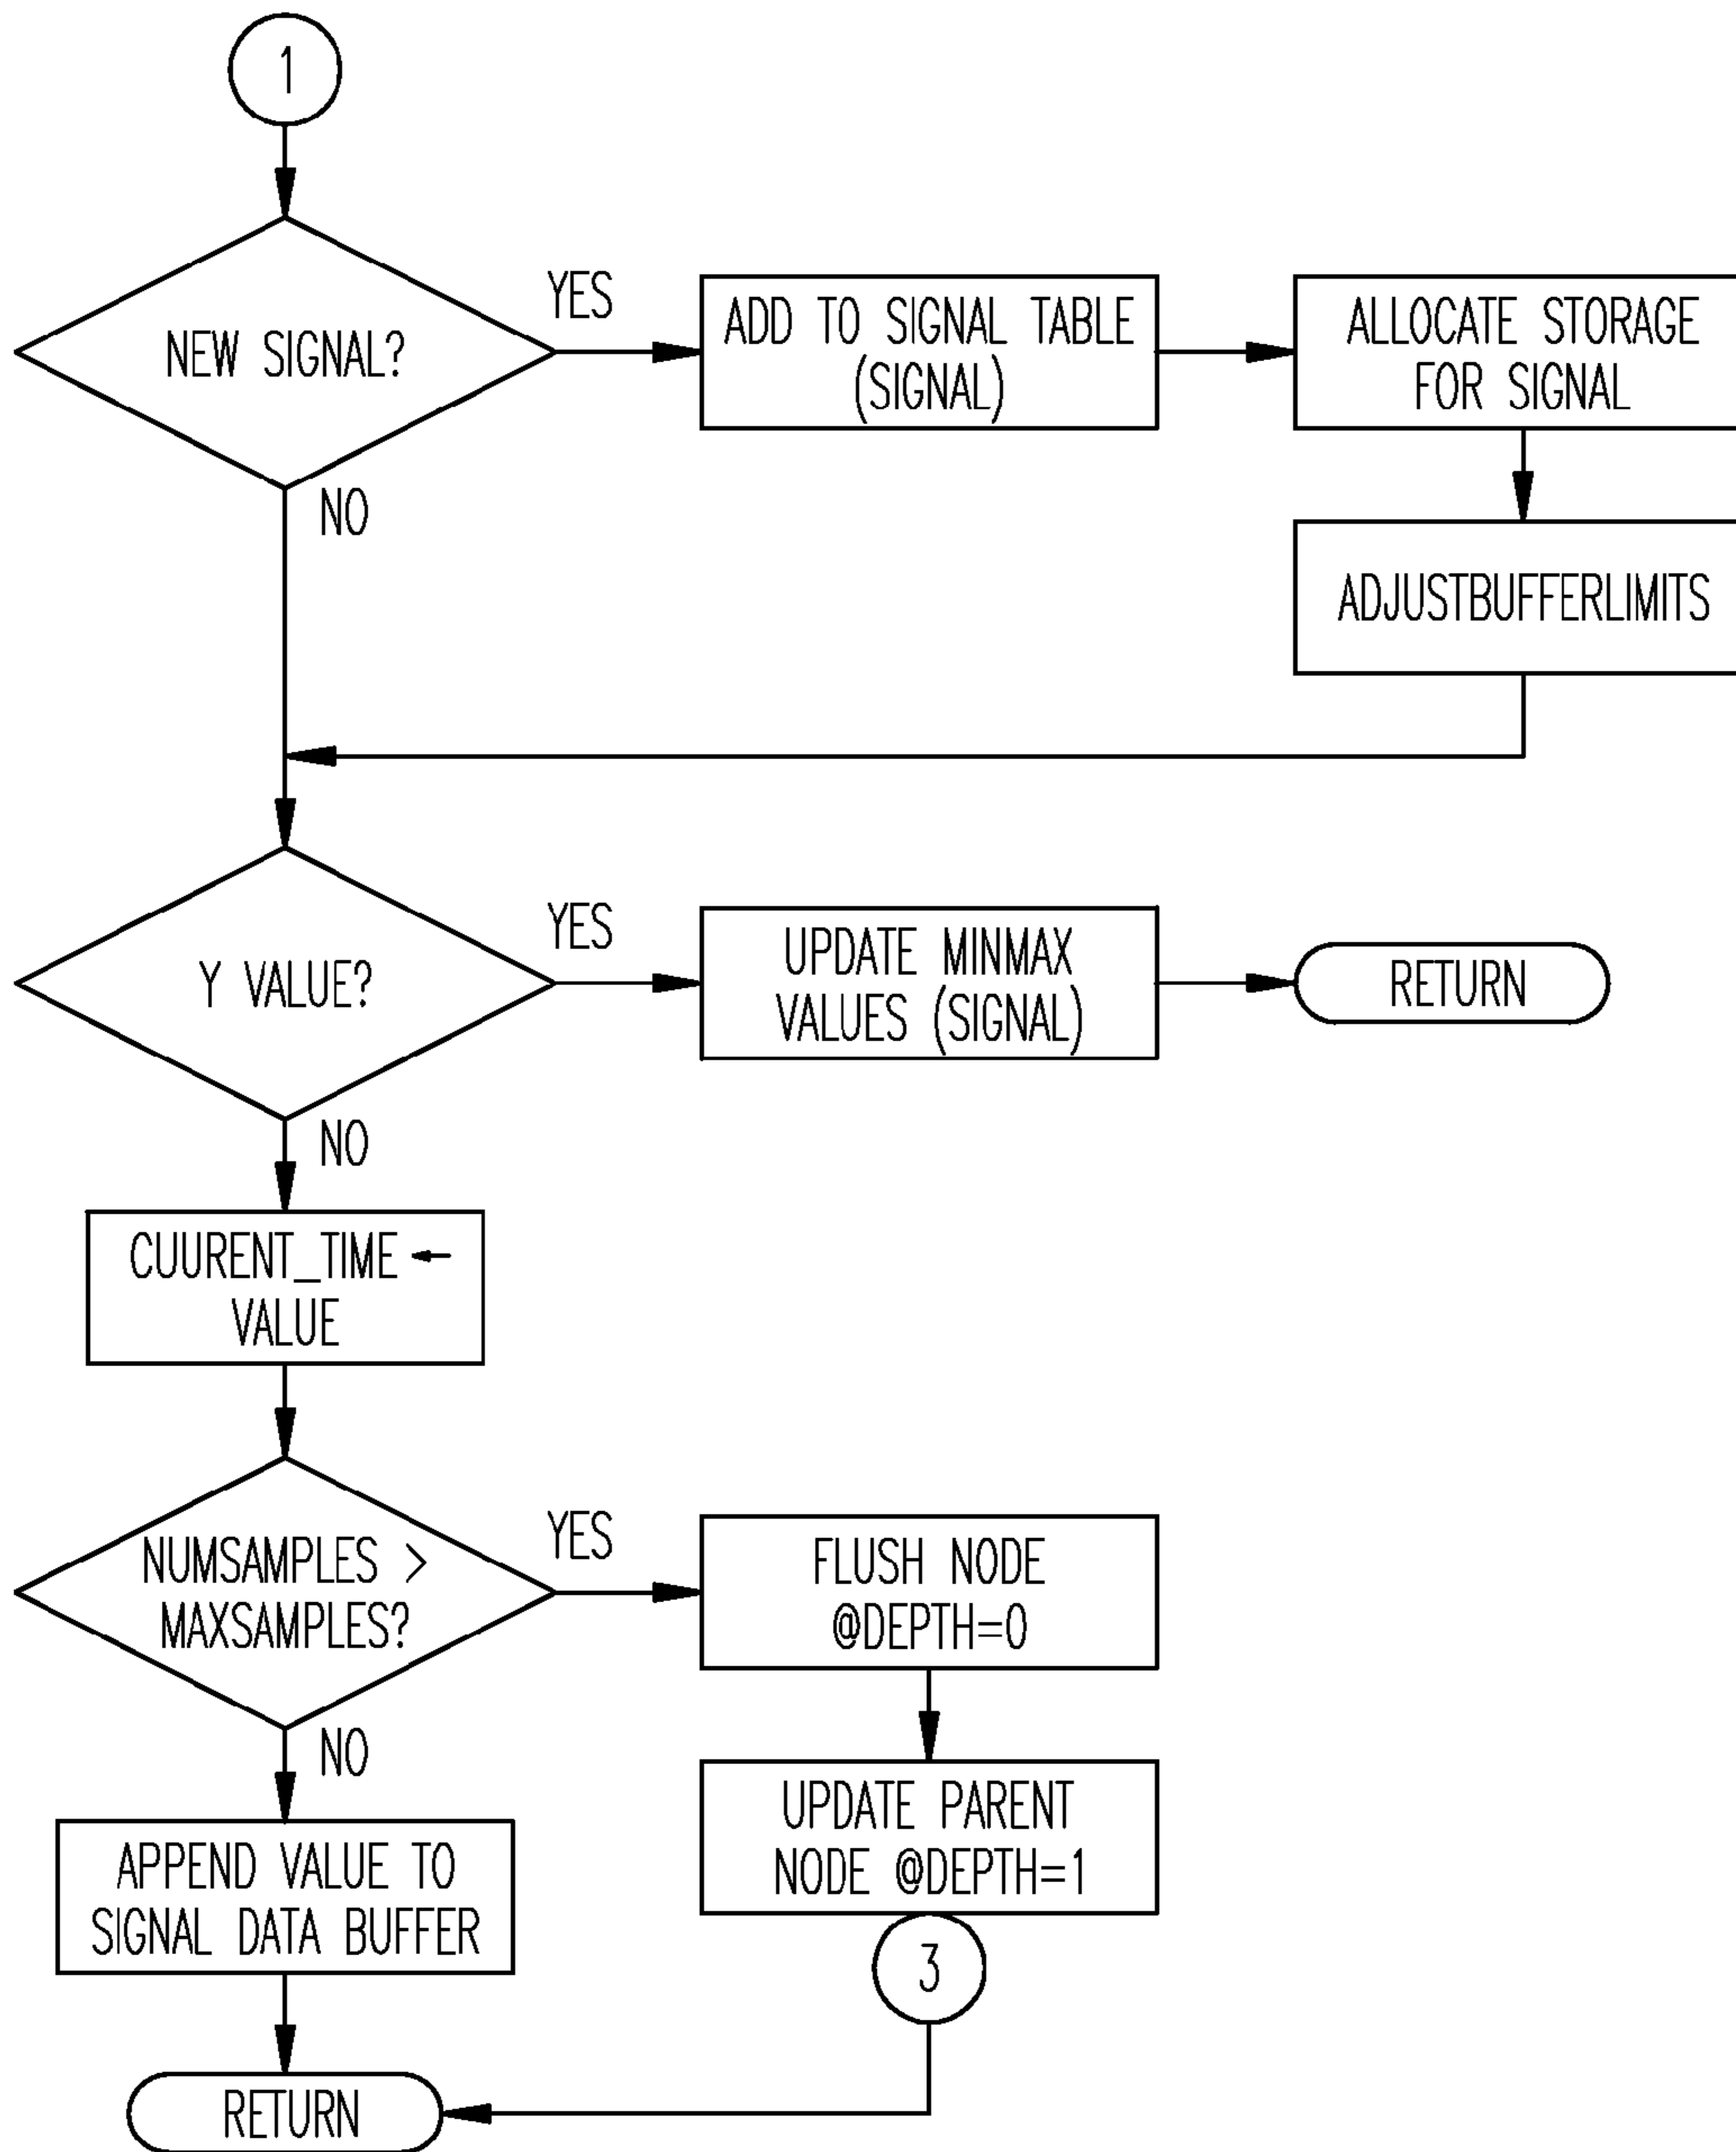 1
NEW SIGNAL?
YES
NO
ADD TO SIGNAL TABLE
(SIGNAL)
ALLOCATE STORAGE
FOR SIGNAL
ADJUSTBUFFERLIMITS
Y VALUE?
YES
NO
UPDATE MINMAX
VALUES (SIGNAL)
RETURN
CUURENT_TIME ←
VALUE
NUMSAMPLES >
MAXSAMPLES?
YES
NO
FLUSH NODE
@DEPTH=0
UPDATE PARENT
NODE @DEPTH=1
3
APPEND VALUE TO
SIGNAL DATA BUFFER
RETURN